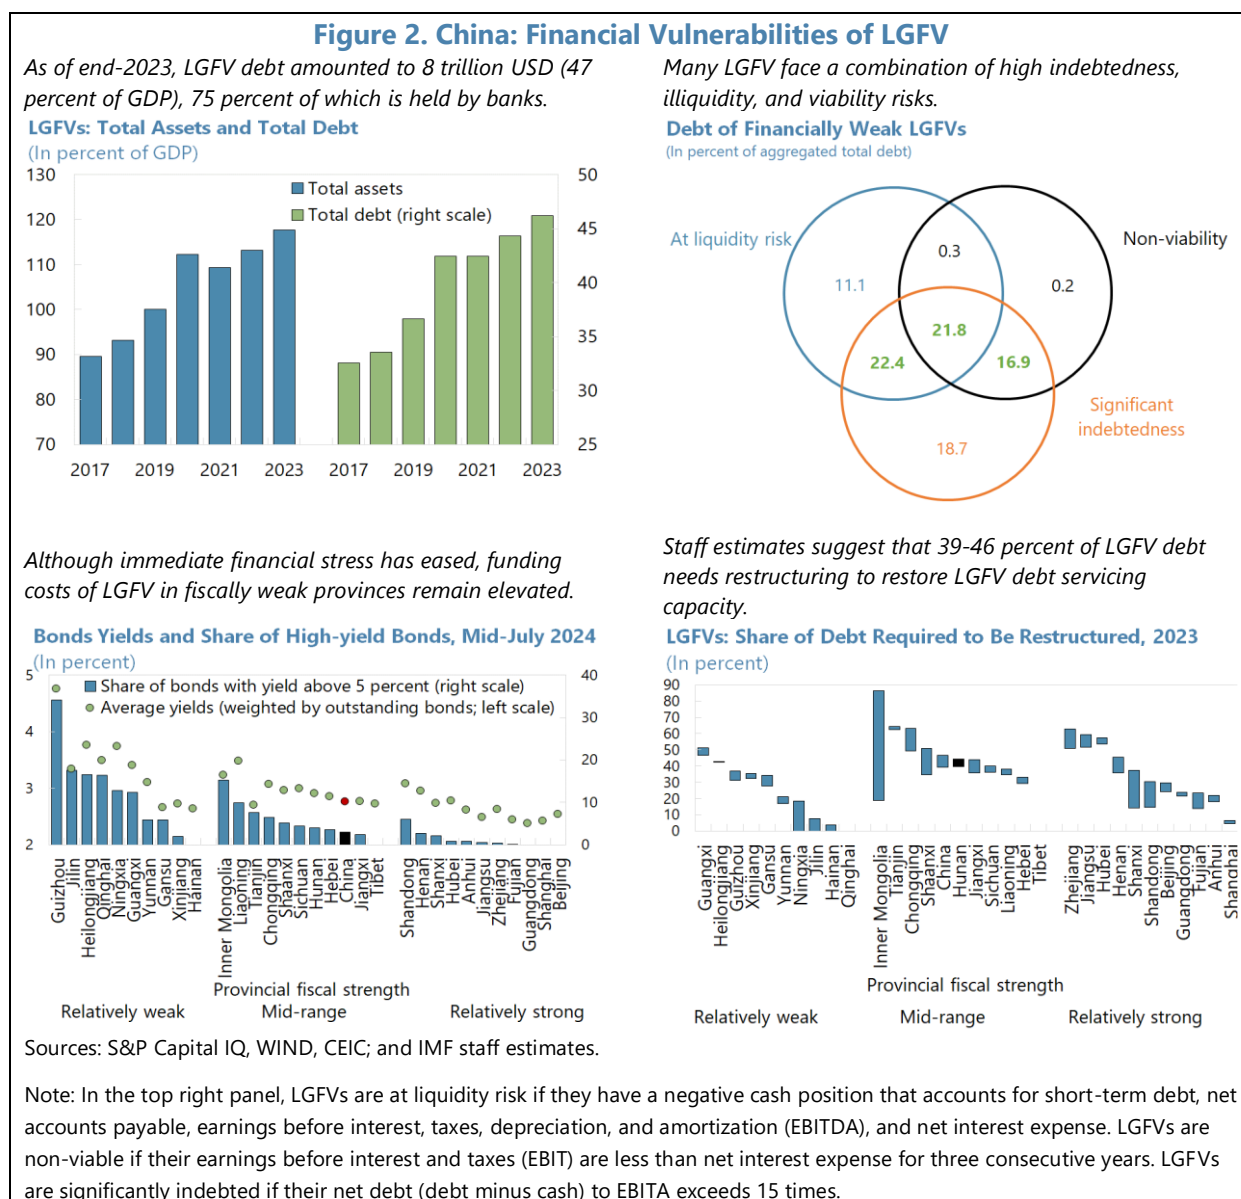 Figure 2. China: Financial Vulnerabilities of LGFV
As of end-2023, LGFV debt amounted to 8 trillion USD (47
percent of GDP), 75 percent of which is held by banks.
LGFVs: Total Assets and Total Debt
(In percent of GDP)
130
120
110
100
90
80
70
50
45
40
35
30
25
Total assets
Total debt (right scale)
2017 2019 2021 2023 2017 2019 2021 2023
Many LGFV face a combination of high indebtedness,
illiquidity, and viability risks.
Debt of Financially Weak LGFVs
(In percent of aggregated total debt)
At liquidity risk
Non-viability
0.3
11.1
0.2
21.8
22.4
16.9
Significant
indebtedness
18.7
Although immediate financial stress has eased, funding
costs of LGFV in fiscally weak provinces remain elevated.
Bonds Yields and Share of High-yield Bonds, Mid-July 2024
(In percent)
5
4
3
2
40
30
20
10
0
Share of bonds with yield above 5 percent (right scale)
Average yields (weighted by outstanding bonds; left scale)
Guizhou
Jilin
Heilongjiang
Qinghai
Ningxia
Guangxi
Yunnan
Gansu
Xinjiang
Hainan
Inner Mongolia
Liaoning
Tianjin
Chongqing
Shaanxi
Sichuan
Hunan
Hebei
China
Jiangxi
Tibet
Shandong
Henan
Shanxi
Hubei
Anhui
Jiangsu
Zhejiang
Fujian
Guangdong
Shanghai
Beijing
Provincial fiscal strength
Relatively weak Mid-range Relatively strong
Staff estimates suggest that 39-46 percent of LGFV debt
needs restructuring to restore LGFV debt servicing
capacity.
LGFVs: Share of Debt Required to Be Restructured, 2023
(In percent)
90
80
70
60
50
40
30
20
10
0
Guangxi
Heilongjiang
Guizhou
Xinjiang
Gansu
Yunnan
Ningxia
Jilin
Hainan
Qinghai
Inner Mongolia
Tianjin
Chongqing
Shaanxi
China
Hunan
Jiangxi
Sichuan
Liaoning
Hebei
Tibet
Zhejiang
Jiangsu
Hubei
Henan
Shanxi
Shandong
Beijing
Guangdong
Fujian
Anhui
Shanghai
Provincial fiscal strength
Relatively weak Mid-range Relatively strong
Sources: S&P Capital IQ, WIND, CEIC; and IMF staff estimates.
Note: In the top right panel, LGFVs are at liquidity risk if they have a negative cash position that accounts for short-term debt, net
accounts payable, earnings before interest, taxes, depreciation, and amortization (EBITDA), and net interest expense. LGFVs are
non-viable if their earnings before interest and taxes (EBIT) are less than net interest expense for three consecutive years. LGFVs
are significantly indebted if their net debt (debt minus cash) to EBITA exceeds 15 times.